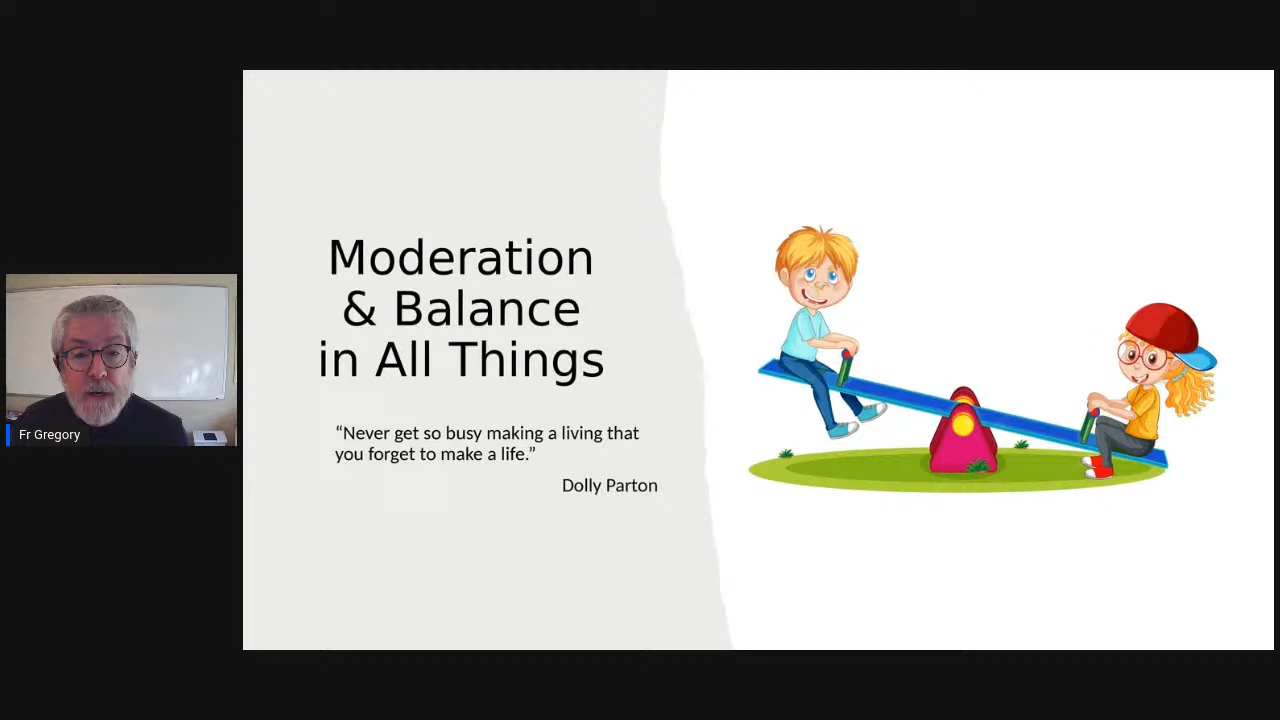 Moderation
& Balance
in All Things
“Never get so busy making a living that
you forget to make a life.”
Dolly Parton
Fr Gregory